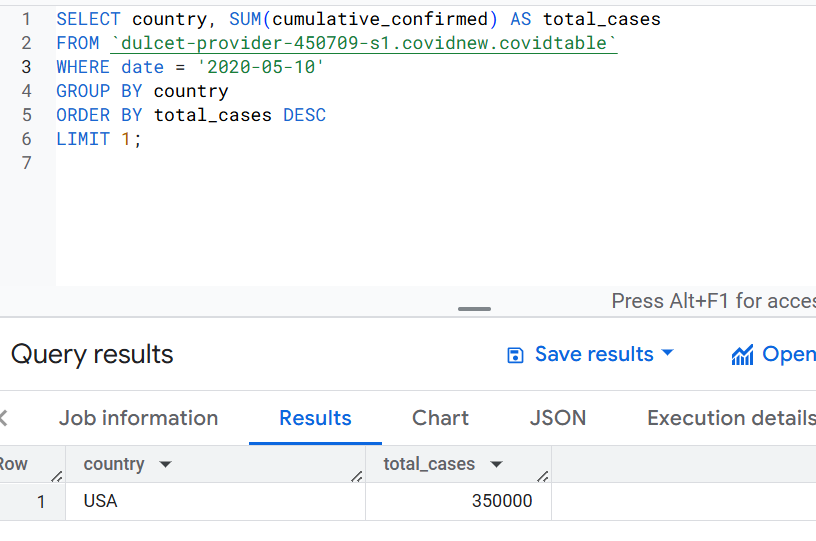 1 SELECT country, SUM(cumulative_confirmed) AS total_cases
2 FROM `dulcet-provider-450709-s1.covidnew.covidtable`
3 WHERE date = '2020-05-10'
4 GROUP BY country
5 ORDER BY total_cases DESC
6 LIMIT 1;
7
Press Alt+F1 for acces
Query results Save results Open
Job information Results Chart JSON Execution details
Row country total_cases
1 USA 350000